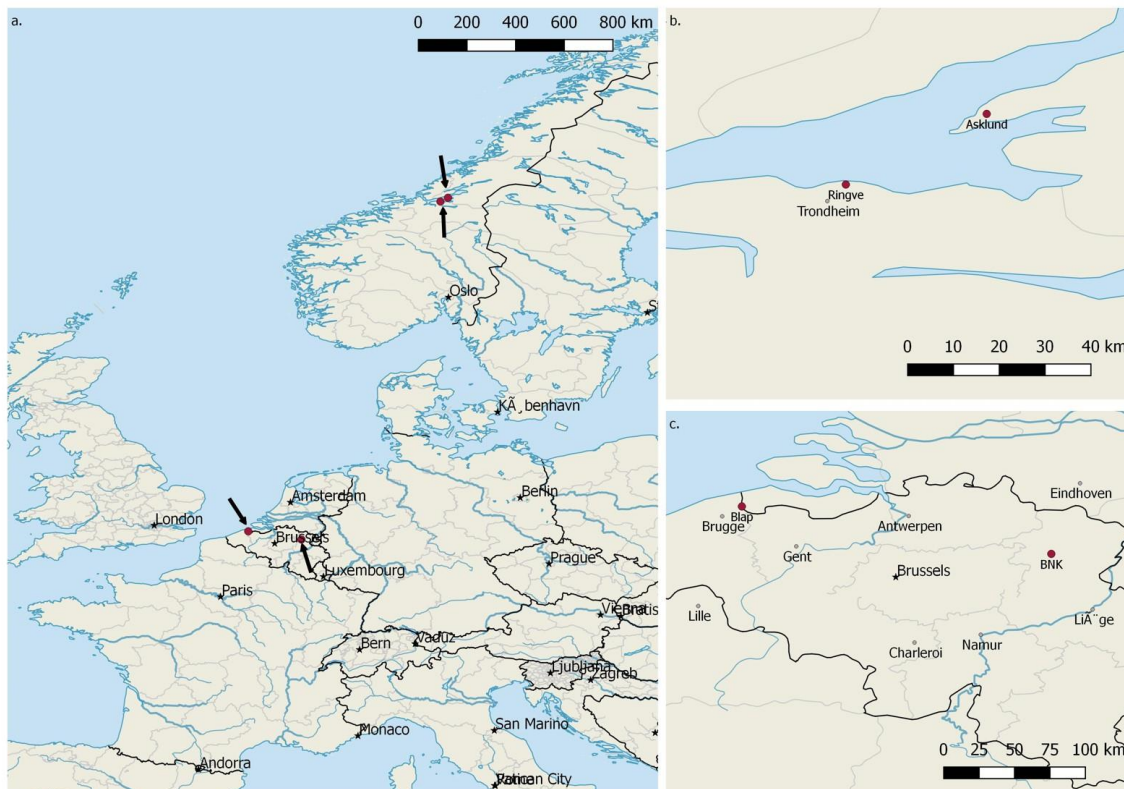 a.
0 200 400 600 800 km
Oslo
St
KÃ¸benhavn
Amsterdam
Berlin
London
Brussels
Luxembourg
Prague
Paris
Vienna
Bratis
Bern
Vaduz
Ljubljana
Zagreb
Monaco
San Marino
Andorra
Vatican City
b.
Asklund
Ringve
Trondheim
0 10 20 30 40 km
c.
Eindhoven
Blap
Brugge
Antwerpen
Gent
BNK
Brussels
Lille
LiÃ¨ge
Charleroi
Namur
0 25 50 75 100 km